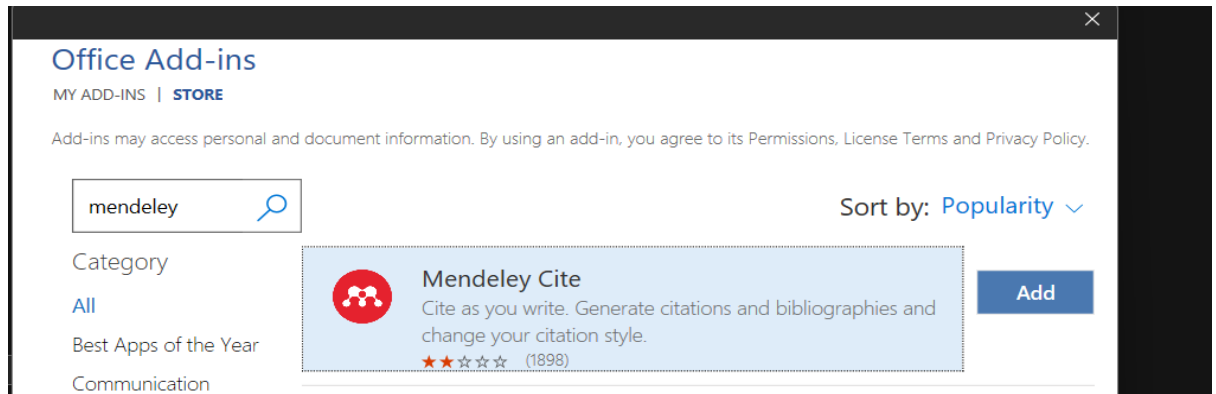 Office Add-ins
MY ADD-INS | STORE
Add-ins may access personal and document information. By using an add-in, you agree to its Permissions, License Terms and Privacy Policy.
mendeley
Sort by: Popularity
Category
All
Best Apps of the Year
Communication
Mendeley Cite
Cite as you write. Generate citations and bibliographies and
change your citation style.
(1898)
Add